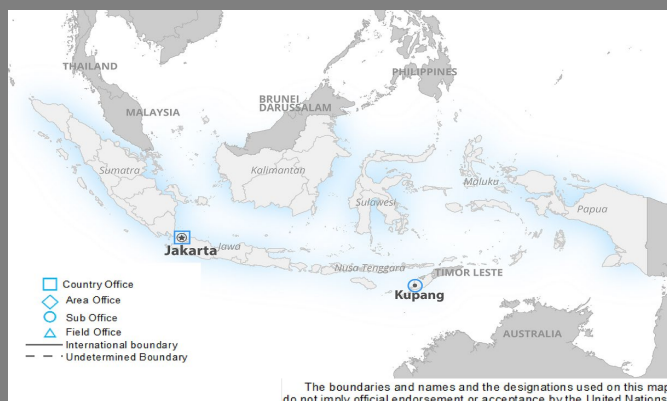 THAILAND
PHILIPPINES
BRUNEI
DARUSSALAM
MALAYSIA
Sumatra
Kalimantan
Maluka
Sulawesi
Papua
Jakarta
Jawa
Nusa Tenggara
TIMOR LESTE
Kupang
AUSTRALIA
Country Office
Area Office
Sub Office
Field Office
International boundary
Undetermined Boundary
The boundaries and names and the designations used on this map
do not imply official endorsement or acceptance by the United Nations.